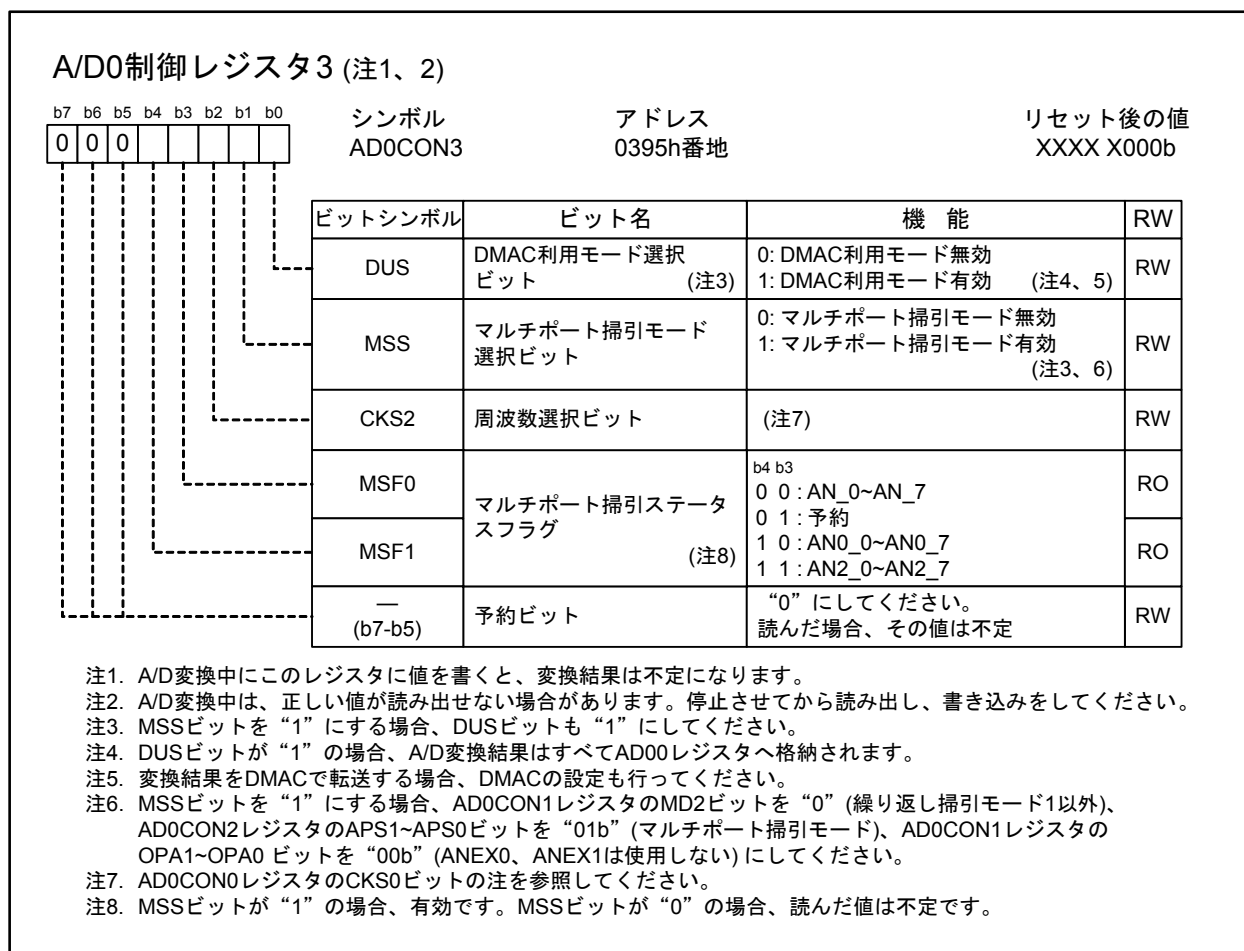 A/D0制御レジスタ3 (注1、2)
b7 b6 b5 b4 b3 b2 b1 b0
0 0 0
シンボル アドレス リセット後の値
AD0CON3 0395h番地 XXXX X000b
ビットシンボル ビット名 機 能 RW
DUS DMAC利用モード選択 0: DMAC利用モード無効 RW
ビット (注3) 1: DMAC利用モード有効 (注4、5)
MSS マルチポート掃引モード 0: マルチポート掃引モード無効 RW
選択ビット 1: マルチポート掃引モード有効
(注3、6)
CKS2 周波数選択ビット (注7) RW
MSF0 マルチポート掃引ステータ b4 b3 RO
スフラグ 0 0 : AN_0~AN_7
0 1 : 予約
MSF1 (注8) 1 0 : AN0_0~AN0_7 RO
1 1 : AN2_0~AN2_7
— 予約ビット “0”にしてください。 RW
(b7-b5) 読んだ場合、その値は不定
注1. A/D変換中にこのレジスタに値を書くと、変換結果は不定になります。
注2. A/D変換中は、正しい値が読み出せない場合があります。停止させてから読み出し、書き込みをしてください。
注3. MSSビットを“1”にする場合、DUSビットも“1”にしてください。
注4. DUSビットが“1”の場合、A/D変換結果はすべてAD00レジスタへ格納されます。
注5. 変換結果をDMACで転送する場合、DMACの設定も行ってください。
注6. MSSビットを“1”にする場合、AD0CON1レジスタのMD2ビットを“0”(繰り返し掃引モード1以外)、
AD0CON2レジスタのAPS1~APS0ビットを“01b”(マルチポート掃引モード)、AD0CON1レジスタの
OPA1~OPA0 ビットを“00b”(ANEX0、ANEX1は使用しない) にしてください。
注7. AD0CON0レジスタのCKS0ビットの注を参照してください。
注8. MSSビットが“1”の場合、有効です。MSSビットが“0”の場合、読んだ値は不定です。